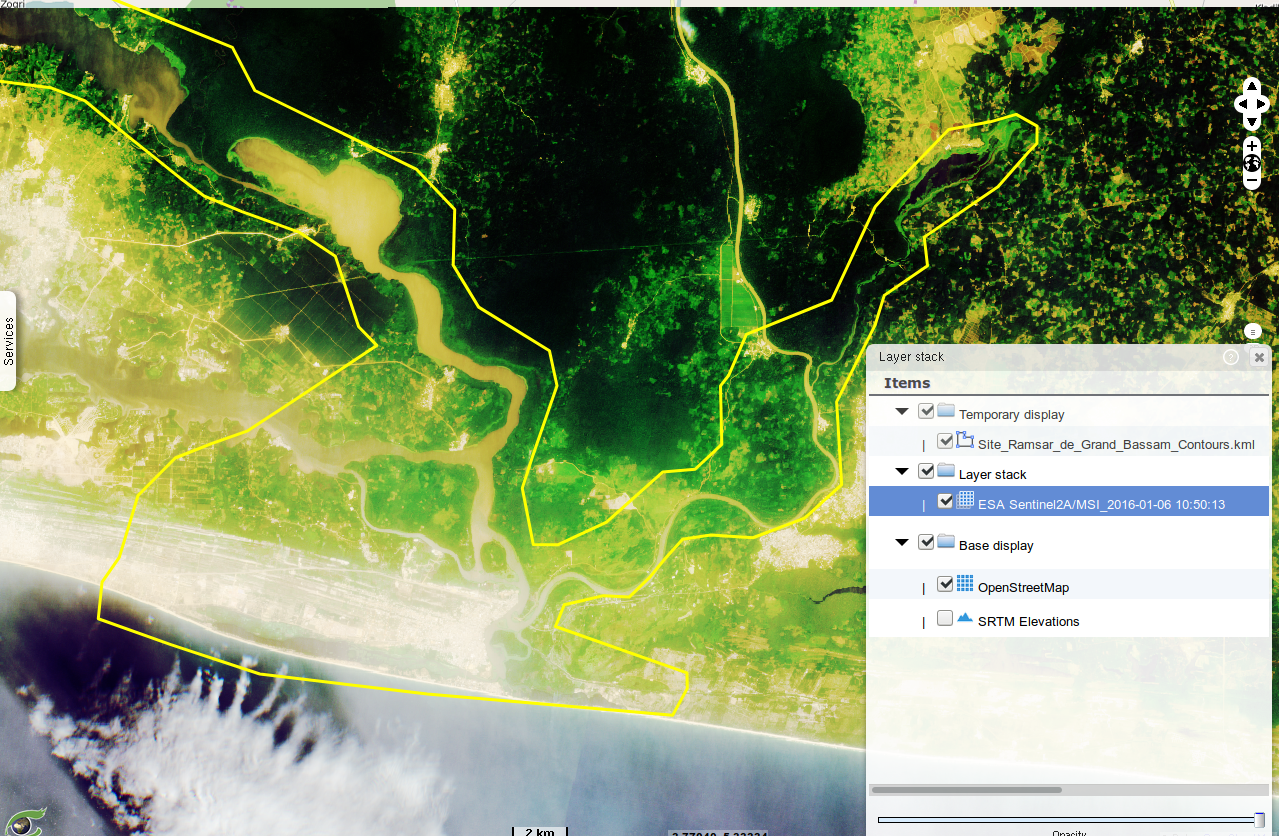 Zogri
Services
Layer stack
Items
Temporary display
Site_Ramsar_de_Grand_Bassam_Contours.kml
Layer stack
ESA Sentinel2A/MSI_2016-01-06 10:50:13
Base display
OpenStreetMap
SRTM Elevations
Opacity
2 km